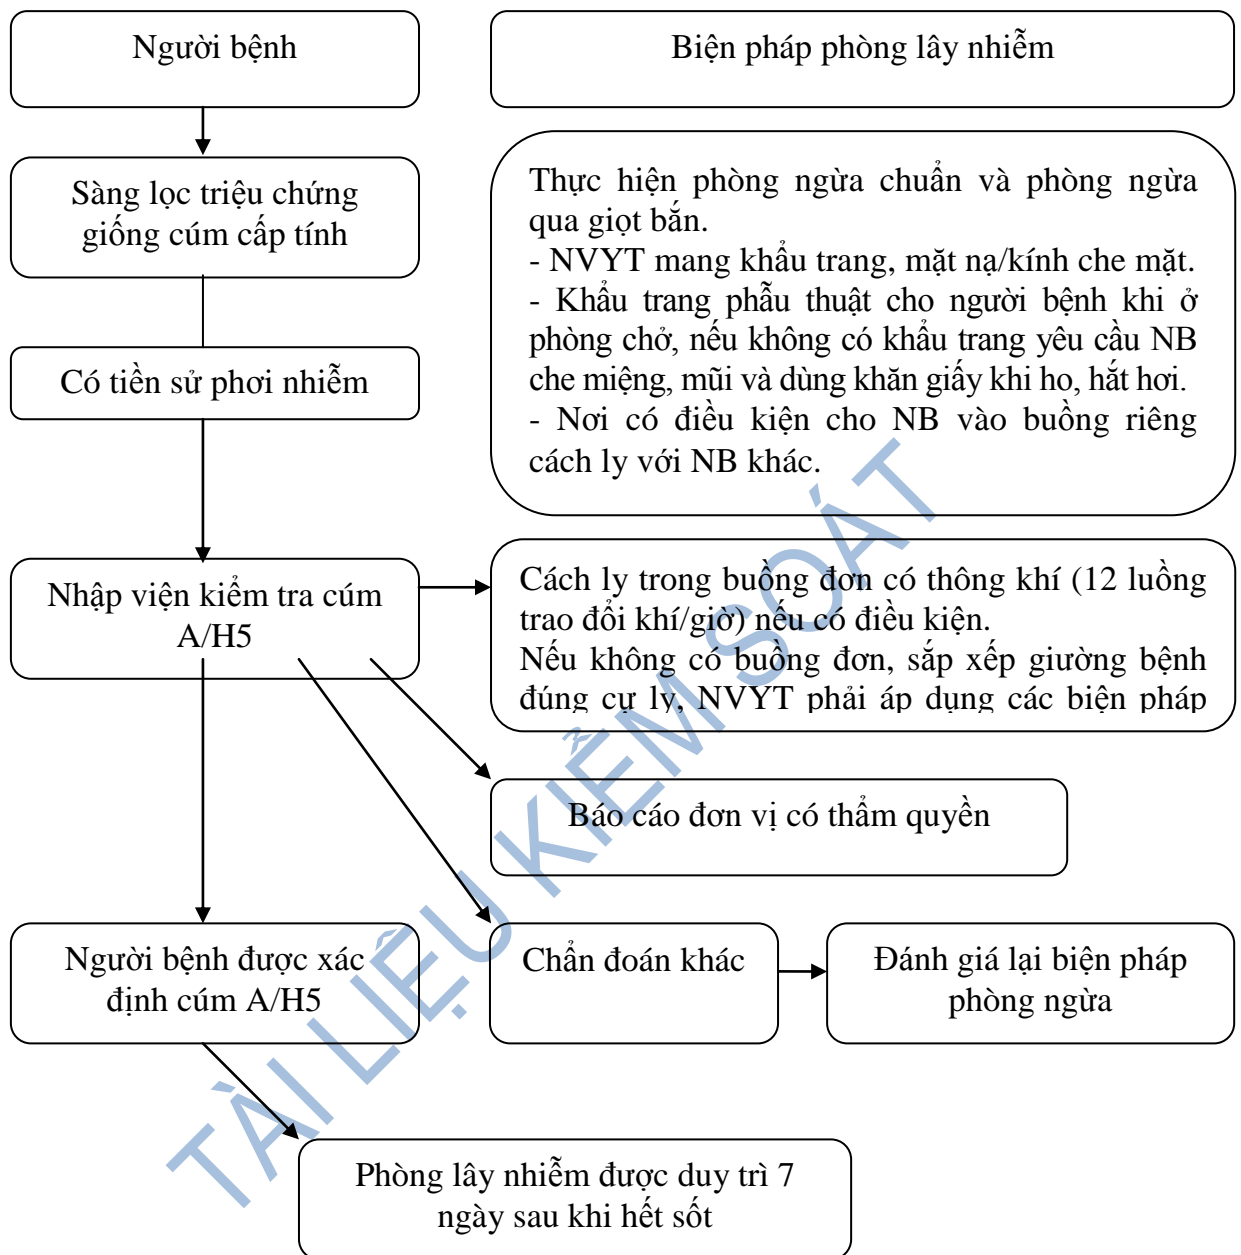 Người bệnh
Biện pháp phòng lây nhiễm
Sàng lọc triệu chứng
giống cúm cấp tính
Thực hiện phòng ngừa chuẩn và phòng ngừa
qua giọt bắn.
- NVYT mang khẩu trang, mặt nạ/kính che mặt.
- Khẩu trang phẫu thuật cho người bệnh khi ở
phòng chở, nếu không có khẩu trang yêu cầu NB
che miệng, mũi và dùng khăn giấy khi ho, hắt hơi.
- Nơi có điều kiện cho NB vào buồng riêng
cách ly với NB khác.
Có tiền sử phơi nhiễm
Nhập viện kiểm tra cúm
A/H5
Cách ly trong buồng đơn có thông khí (12 luồng
trao đổi khí/giờ) nếu có điều kiện.
Nếu không có buồng đơn, sắp xếp giường bệnh
đúng cự ly, NVYT phải áp dụng các biện pháp
Báo cáo đơn vị có thẩm quyền
Người bệnh được xác
định cúm A/H5
Chẩn đoán khác
Đánh giá lại biện pháp
phòng ngừa
Phòng lây nhiễm được duy trì 7
ngày sau khi hết sốt
TÀI LIỆU KIỂM SOÁT